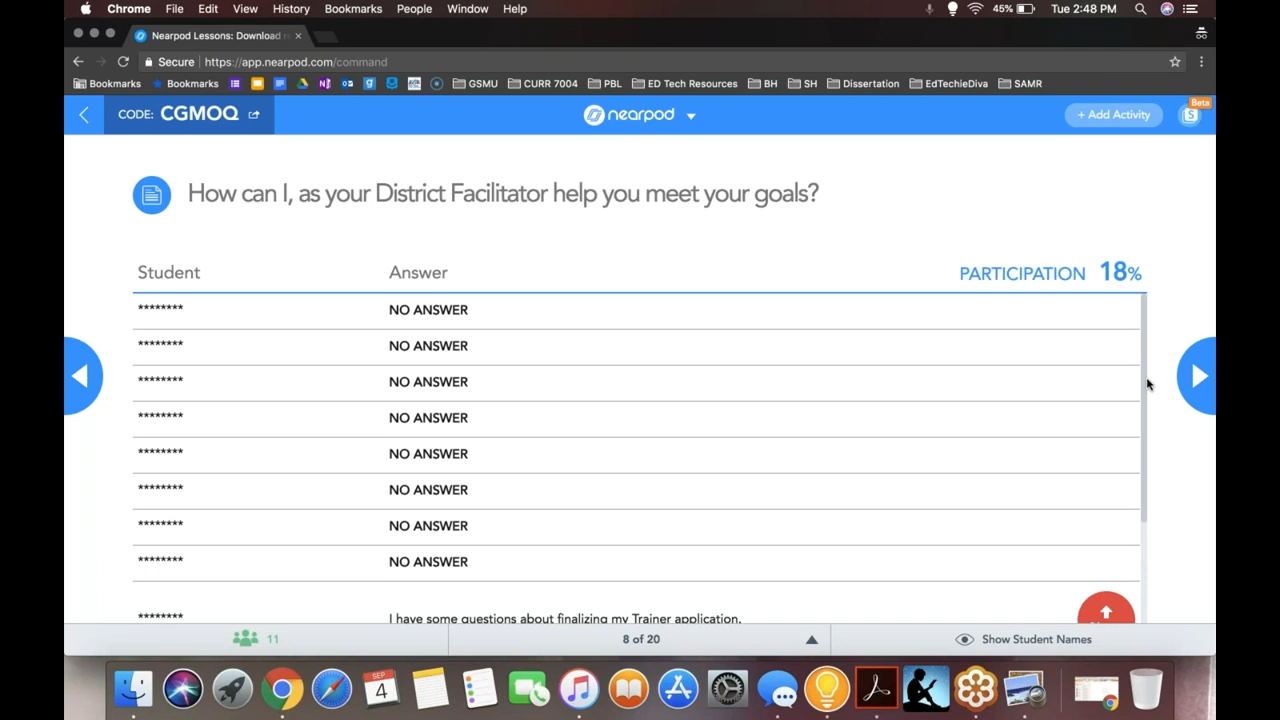 Chrome File Edit View History Bookmarks People Window Help 45% Tue 2:48 PM
Nearpod Lessons: Download
Secure https://app.nearpod.com/command
Bookmarks Bookmarks GSMU CURR 7004 PBL ED Tech Resources BH SH Dissertation EdTechieDiva SAMR
CODE: CGMOQ nearpod + Add Activity S Beta
How can I, as your District Facilitator help you meet your goals?
Student Answer PARTICIPATION 18%
******** NO ANSWER
******** NO ANSWER
******** NO ANSWER
******** NO ANSWER
******** NO ANSWER
******** NO ANSWER
******** NO ANSWER
******** NO ANSWER
******** I have some questions about finalizing my Trainer application.
11 8 of 20 Show Student Names
SEP
4